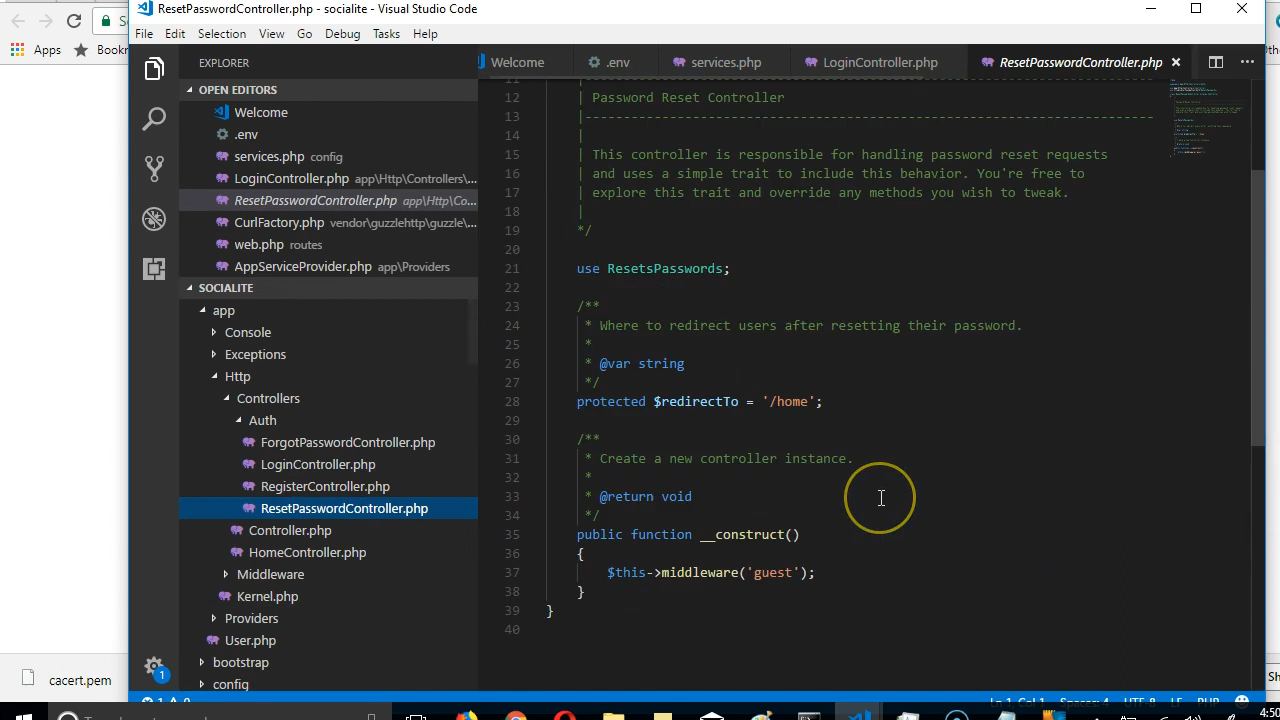 ResetPasswordController.php - socialite - Visual Studio Code
File Edit Selection View Go Debug Tasks Help
Apps
EXPLORER
OPEN EDITORS
Welcome
.env
services.php config
LoginController.php app\Http\Controllers\...
ResetPasswordController.php app\Http\Co...
CurlFactory.php vendor\guzzlehttp\guzzle\...
web.php routes
AppServiceProvider.php app\Providers
SOCIALITE
app
Console
Exceptions
Http
Controllers
Auth
ForgotPasswordController.php
LoginController.php
RegisterController.php
ResetPasswordController.php
Controller.php
HomeController.php
Middleware
Kernel.php
Providers
User.php
bootstrap
config
1
cacert.pem
Welcome .env services.php LoginController.php ResetPasswordController.php
12 | Password Reset Controller
13 |--------------------------------------------------------------------------
14 |
15 | This controller is responsible for handling password reset requests
16 | and uses a simple trait to include this behavior. You're free to
17 | explore this trait and override any methods you wish to tweak.
18 |
19 */
20
21 use ResetsPasswords;
22
23 /**
24 * Where to redirect users after resetting their password.
25 *
26 * @var string
27 */
28 protected $redirectTo = '/home';
29
30 /**
31 * Create a new controller instance.
32 *
33 * @return void
34 */
35 public function __construct()
36 {
37 $this->middleware('guest');
38 }
39 }
40